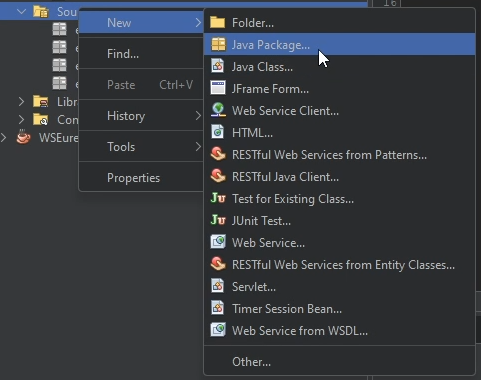 16
Sou
New
Find...
Paste Ctrl+V
History
Tools
Properties
Folder...
Java Package...
Java Class...
JFrame Form...
Web Service Client...
HTML...
RESTful Web Services from Patterns...
RESTful Java Client...
Test for Existing Class...
JUnit Test...
Web Service...
RESTful Web Services from Entity Classes...
Servlet...
Timer Session Bean...
Web Service from WSDL...
Other...
e
e
e
e
Libr
Con
WSEure